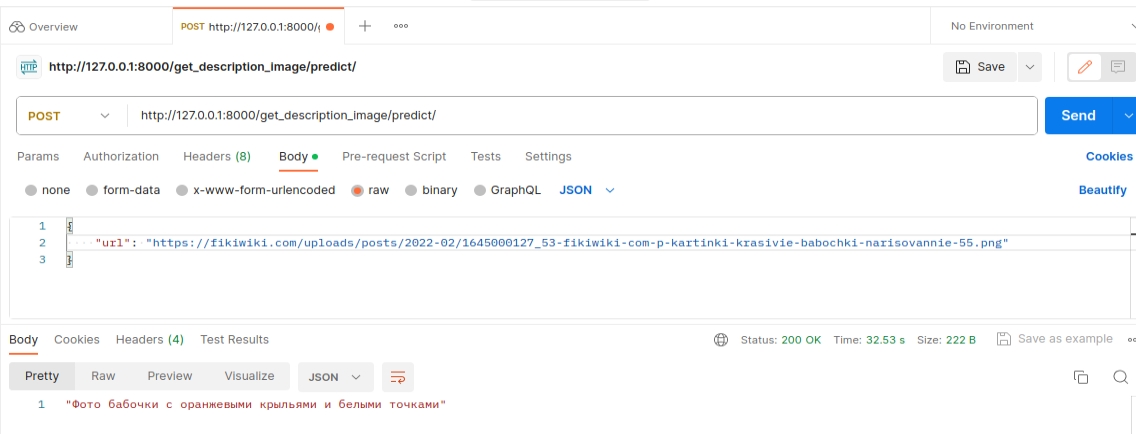 Overview
POST http://127.0.0.1:8000/g
No Environment
HTTP http://127.0.0.1:8000/get_description_image/predict/
Save
POST http://127.0.0.1:8000/get_description_image/predict/
Send
Params Authorization Headers (8) Body Pre-request Script Tests Settings Cookies
none form-data x-www-form-urlencoded raw binary GraphQL JSON Beautify
1 {
2 "url": "https://fikiwiki.com/uploads/posts/2022-02/1645000127_53-fikiwiki-com-p-kartinki-krasivie-babochki-narisovannie-55.png"
3 }
Body Cookies Headers (4) Test Results Status: 200 OK Time: 32.53 s Size: 222 B Save as example
Pretty Raw Preview Visualize JSON
1 "Фото бабочки с оранжевыми крыльями и белыми точками"